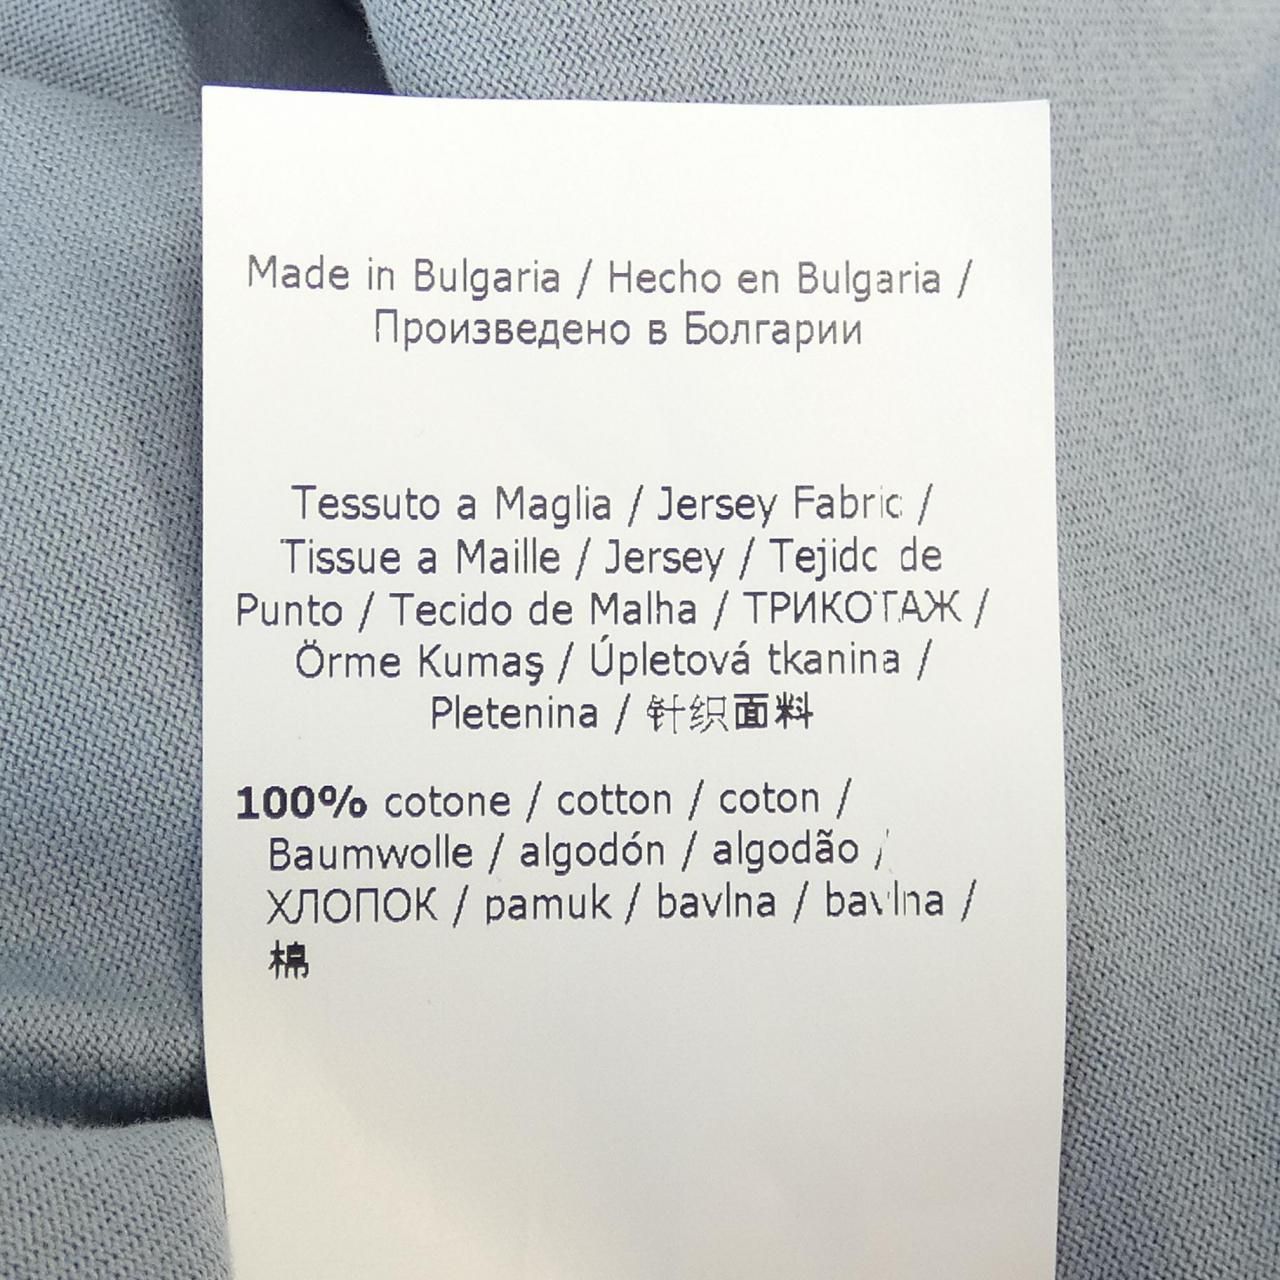 Made in Bulgaria / Hecho en Bulgaria /
Произведено в Болгарии
Tessuto a Maglia / Jersey Fabric /
Tissue a Maille / Jersey / Tejido de
Punto / Tecido de Malha / ТРИКОТАЖ /
Örme Kumaş / Úpletová tkanina /
Pletenina / 针织面料
100% cotone / cotton / coton /
Baumwolle / algodón / algodão /
ХЛОПОК / pamuk / bavlna / bavlna /
棉